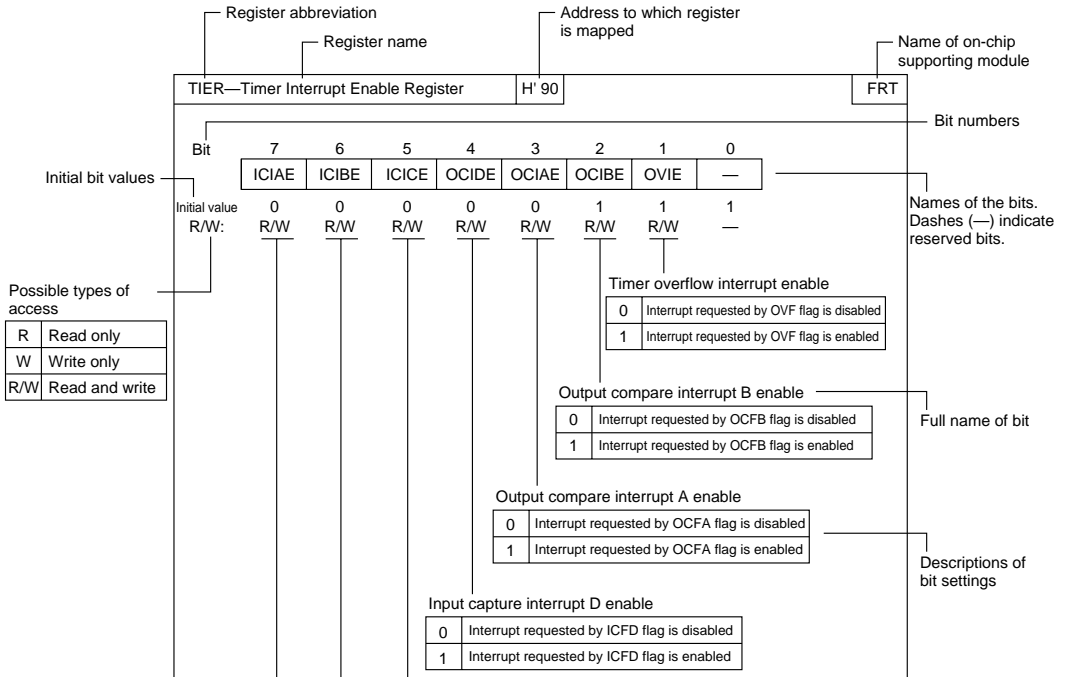 Register abbreviation
Register name
Address to which register
is mapped
Name of on-chip
supporting module
TIER—Timer Interrupt Enable Register H' 90 FRT
Bit numbers
Bit 7 6 5 4 3 2 1 0
ICIAE ICIBE ICICE OCIDE OCIAE OCIBE OVIE —
Initial bit values
Initial value 0 0 0 0 0 1 1 1
R/W: R/W R/W R/W R/W R/W R/W R/W —
Names of the bits.
Dashes (—) indicate
reserved bits.
Possible types of
access
R Read only
W Write only
R/W Read and write
Timer overflow interrupt enable
0 Interrupt requested by OVF flag is disabled
1 Interrupt requested by OVF flag is enabled
Output compare interrupt B enable
0 Interrupt requested by OCFB flag is disabled
1 Interrupt requested by OCFB flag is enabled
Full name of bit
Output compare interrupt A enable
0 Interrupt requested by OCFA flag is disabled
1 Interrupt requested by OCFA flag is enabled
Descriptions of
bit settings
Input capture interrupt D enable
0 Interrupt requested by ICFD flag is disabled
1 Interrupt requested by ICFD flag is enabled